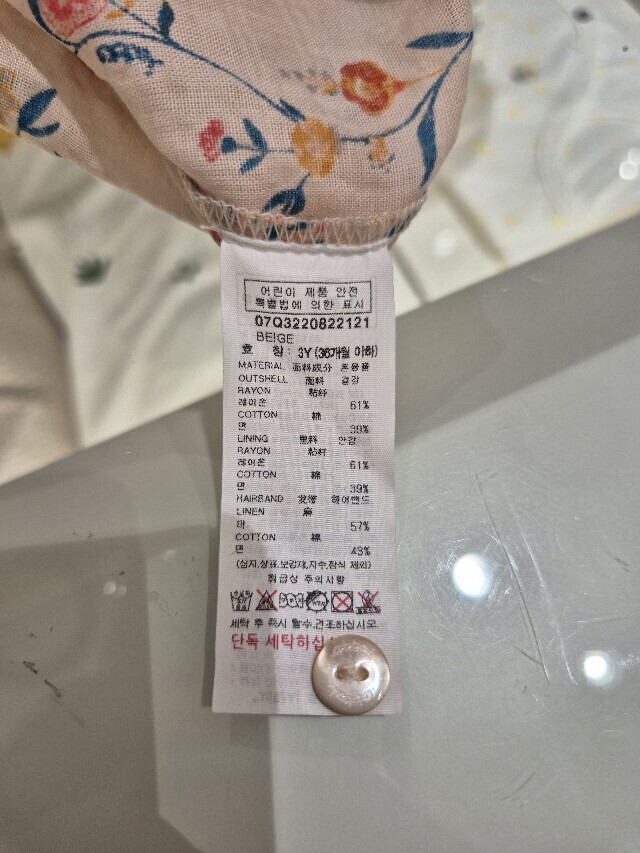 어린이 제품 안전
특별법에 의한 표시
07Q3220822121
BEIGE
호 칭 : 3Y (36개월 이하)
MATERIAL 面料成分 혼용율
OUTSHELL 面料 겉감
RAYON 粘纤
레이온 61%
COTTON 棉
면 39%
LINING 里料 안감
RAYON 粘纤
레이온 61%
COTTON 棉
면 39%
HAIRBAND 发带 헤어밴드
LINEN 麻
마 57%
COTTON 棉
면 43%
(심지,상표,보강재,자수,장식 제외)
취급상 주의사항
세탁 후 즉시 탈수,건조하십시오.
단독 세탁하십